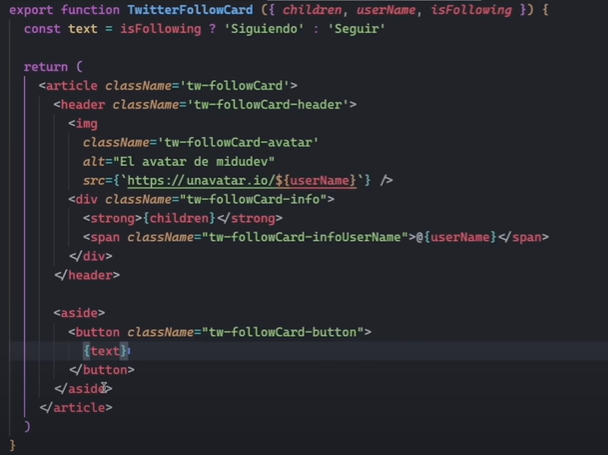 export function TwitterFollowCard ({ children, userName, isFollowing }) {
  const text = isFollowing ? 'Siguiendo' : 'Seguir'

  return (
    <article className='tw-followCard'>
      <header className='tw-followCard-header'>
        <img
          className='tw-followCard-avatar'
          alt="El avatar de midudev"
          src={`https://unavatar.io/${userName}`} />
        <div className="tw-followCard-info">
          <strong>{children}</strong>
          <span className="tw-followCard-infoUserName">@{userName}</span>
        </div>
      </header>

      <aside>
        <button className="tw-followCard-button">
          {text}
        </button>
      </aside>
    </article>
  )
}